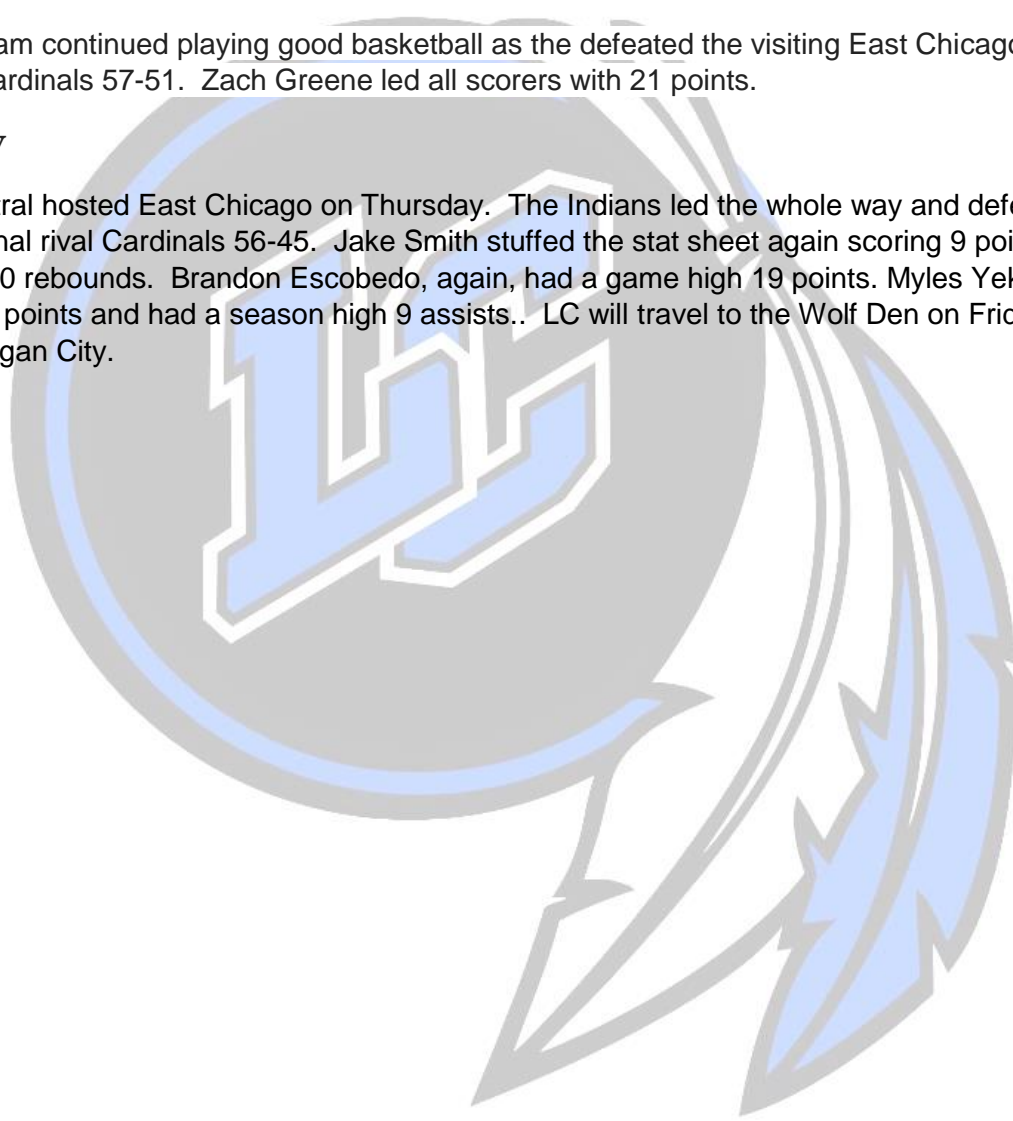 am continued playing good basketball as the defeated the visiting East Chicago
ardinals 57-51. Zach Greene led all scorers with 21 points.
y
tral hosted East Chicago on Thursday. The Indians led the whole way and defe
nal rival Cardinals 56-45. Jake Smith stuffed the stat sheet again scoring 9 poi
0 rebounds. Brandon Escobedo, again, had a game high 19 points. Myles Yek
points and had a season high 9 assists.. LC will travel to the Wolf Den on Frid
gan City.
LC